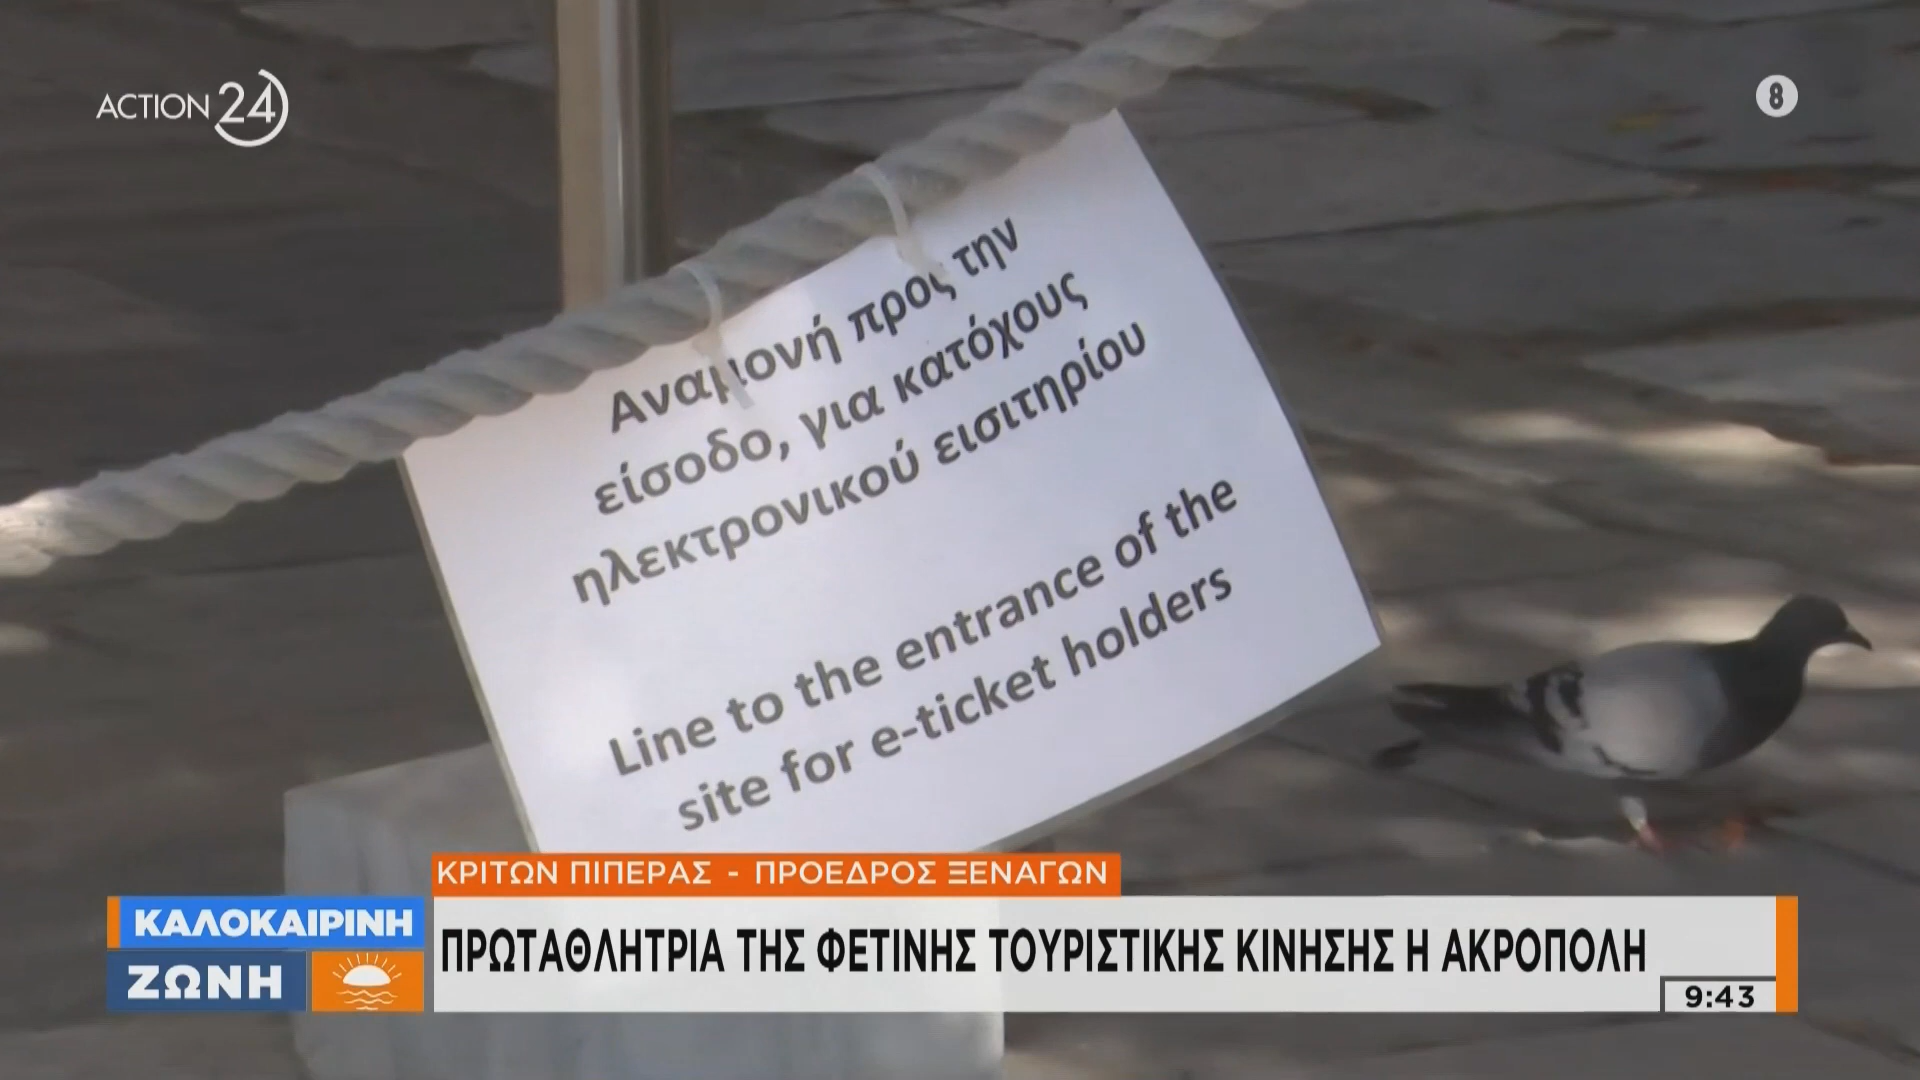 ACTION 24
8
Αναμονή προς την
είσοδο, για κατόχους
ηλεκτρονικού εισιτηρίου
Line to the entrance of the
site for e-ticket holders
ΚΡΙΤΩΝ ΠΙΠΕΡΑΣ - ΠΡΟΕΔΡΟΣ ΞΕΝΑΓΩΝ
ΚΑΛΟΚΑΙΡΙΝΗ
ΖΩΝΗ
ΠΡΩΤΑΘΛΗΤΡΙΑ ΤΗΣ ΦΕΤΙΝΗΣ ΤΟΥΡΙΣΤΙΚΗΣ ΚΙΝΗΣΗΣ Η ΑΚΡΟΠΟΛΗ
9:43